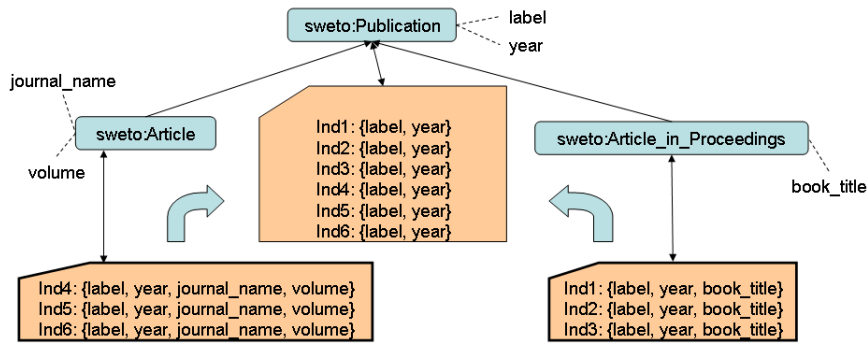 sweto:Publication
label
year
journal_name
sweto:Article
volume
Ind1: {label, year}
Ind2: {label, year}
Ind3: {label, year}
Ind4: {label, year}
Ind5: {label, year}
Ind6: {label, year}
sweto:Article_in_Proceedings
book_title
Ind4: {label, year, journal_name, volume}
Ind5: {label, year, journal_name, volume}
Ind6: {label, year, journal_name, volume}
Ind1: {label, year, book_title}
Ind2: {label, year, book_title}
Ind3: {label, year, book_title}